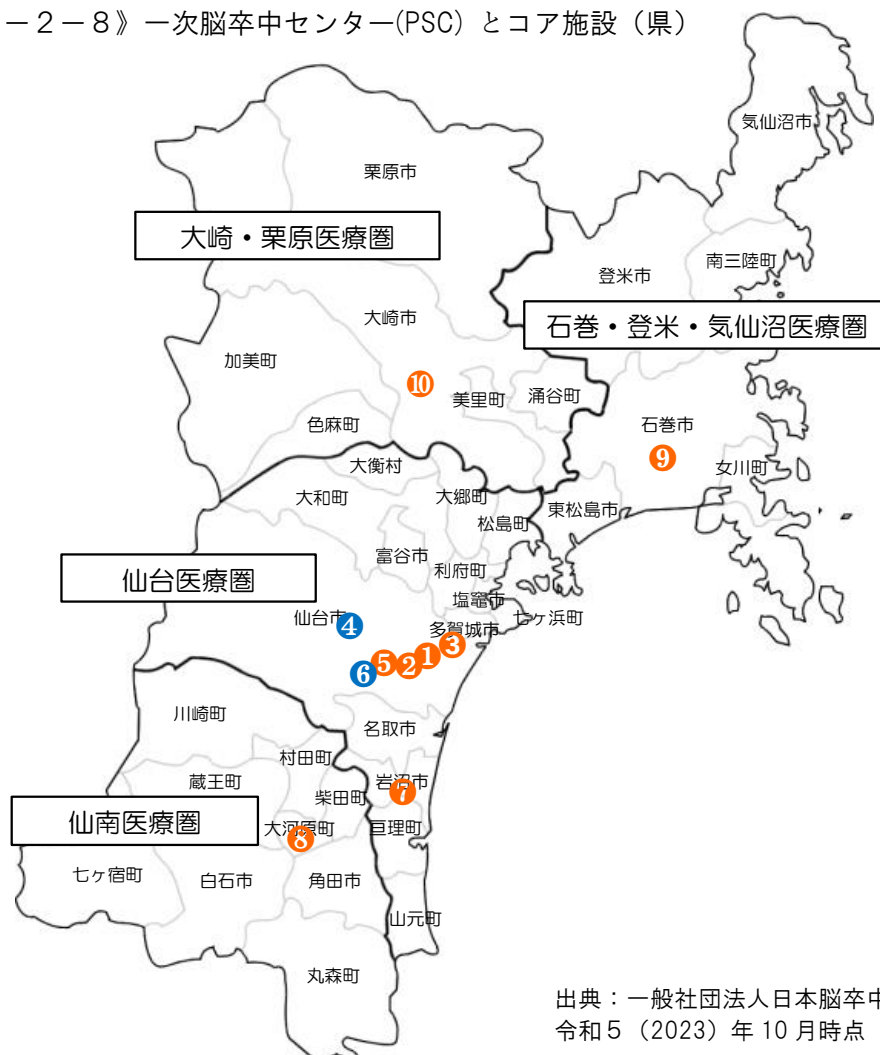 －２－８》一次脳卒中センター(PSC) とコア施設（県）
気仙沼市
栗原市
大崎・栗原医療圏
登米市
南三陸町
大崎市
石巻・登米・気仙沼医療圏
加美町
⑩
美里町
涌谷町
色麻町
石巻市
⑨
大衡村
女川町
大和町
大郷町
松島町
東松島市
富谷市
利府町
仙台医療圏
塩竈市
仙台市
④
七ヶ浜町
多賀城市
③
①
②
⑤
⑥
川崎町
名取市
村田町
蔵王町
柴田町
岩沼市
⑦
仙南医療圏
大河原町
亘理町
⑧
七ヶ宿町
白石市
角田市
山元町
丸森町
出典：一般社団法人日本脳卒中
令和５（2023）年 10 月時点